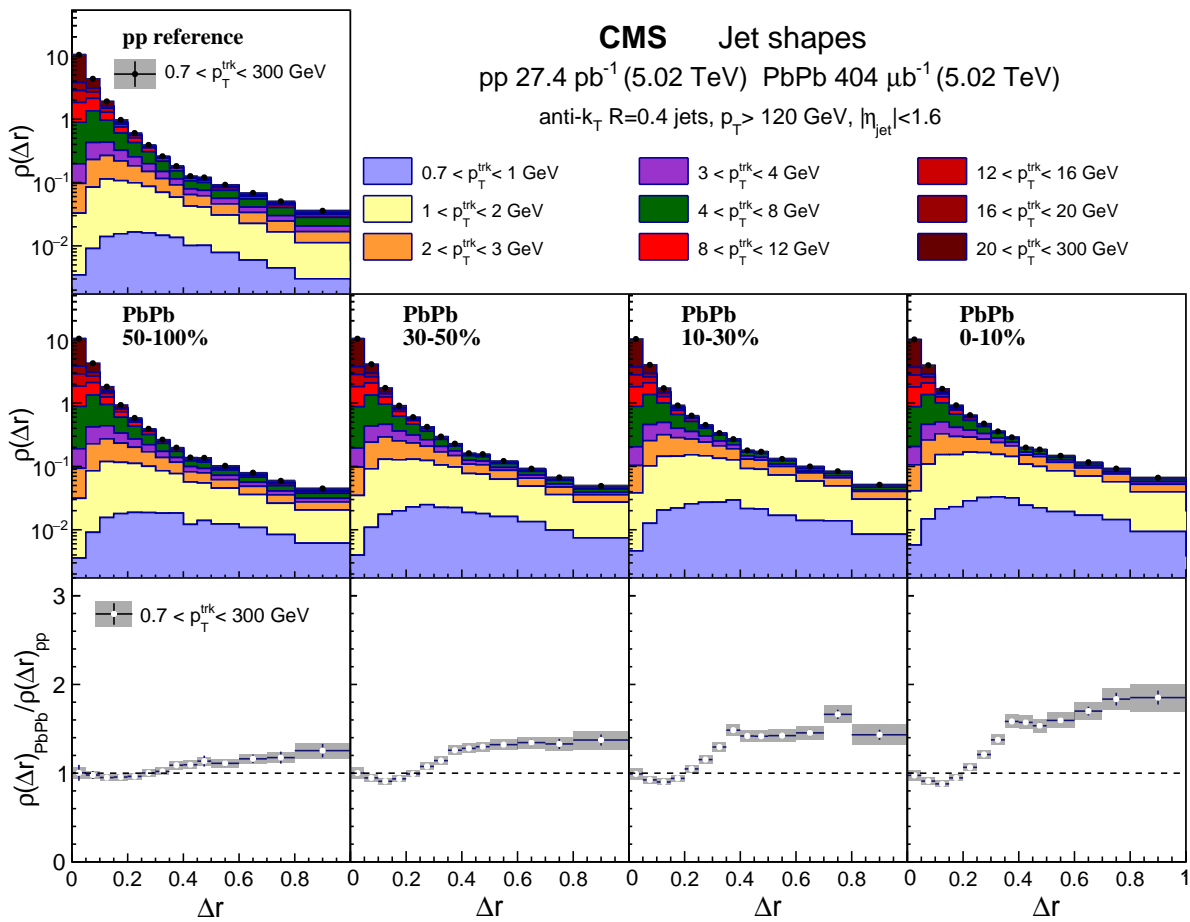 pp reference
0.7 < p_T^trk < 300 GeV
CMS Jet shapes
pp 27.4 pb⁻¹ (5.02 TeV) PbPb 404 μb⁻¹ (5.02 TeV)
anti-k_T R=0.4 jets, p_T > 120 GeV, |η_jet|<1.6
0.7 < p_T^trk < 1 GeV
1 < p_T^trk < 2 GeV
2 < p_T^trk < 3 GeV
3 < p_T^trk < 4 GeV
4 < p_T^trk < 8 GeV
8 < p_T^trk < 12 GeV
12 < p_T^trk < 16 GeV
16 < p_T^trk < 20 GeV
20 < p_T^trk < 300 GeV
ρ(Δr)
10
1
10⁻¹
10⁻²
PbPb
50-100%
PbPb
30-50%
PbPb
10-30%
PbPb
0-10%
ρ(Δr)
10
1
10⁻¹
10⁻²
0.7 < p_T^trk < 300 GeV
ρ(Δr)_PbPb/ρ(Δr)_pp
3
2
1
0
0 0.2 0.4 0.6 0.8
0 0.2 0.4 0.6 0.8
0 0.2 0.4 0.6 0.8
0 0.2 0.4 0.6 0.8 1
Δr
Δr
Δr
Δr